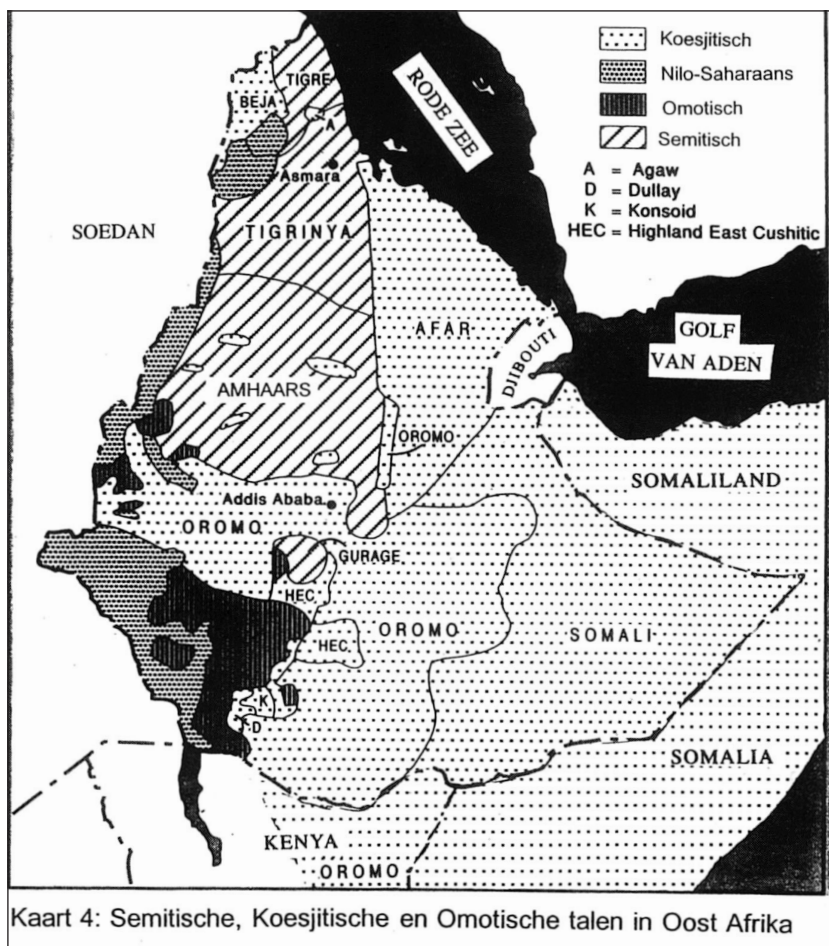 Koesjitisch
Nilo-Saharaans
Omotisch
Semitisch
A = Agaw
D = Dullay
K = Konsoid
HEC = Highland East Cushitic
TIGRE
BEJA
A
RODE ZEE
Asmara
SOEDAN
TIGRINYA
AFAR
DJIBOUTI
GOLF
VAN ADEN
AMHAARS
OROMO
SOMALILAND
Addis Ababa
OROMO
GURAGE
HEC
OROMO
SOMALI
HEC
K
D
SOMALIA
KENYA
OROMO
Kaart 4: Semitische, Koesjitische en Omotische talen in Oost Afrika